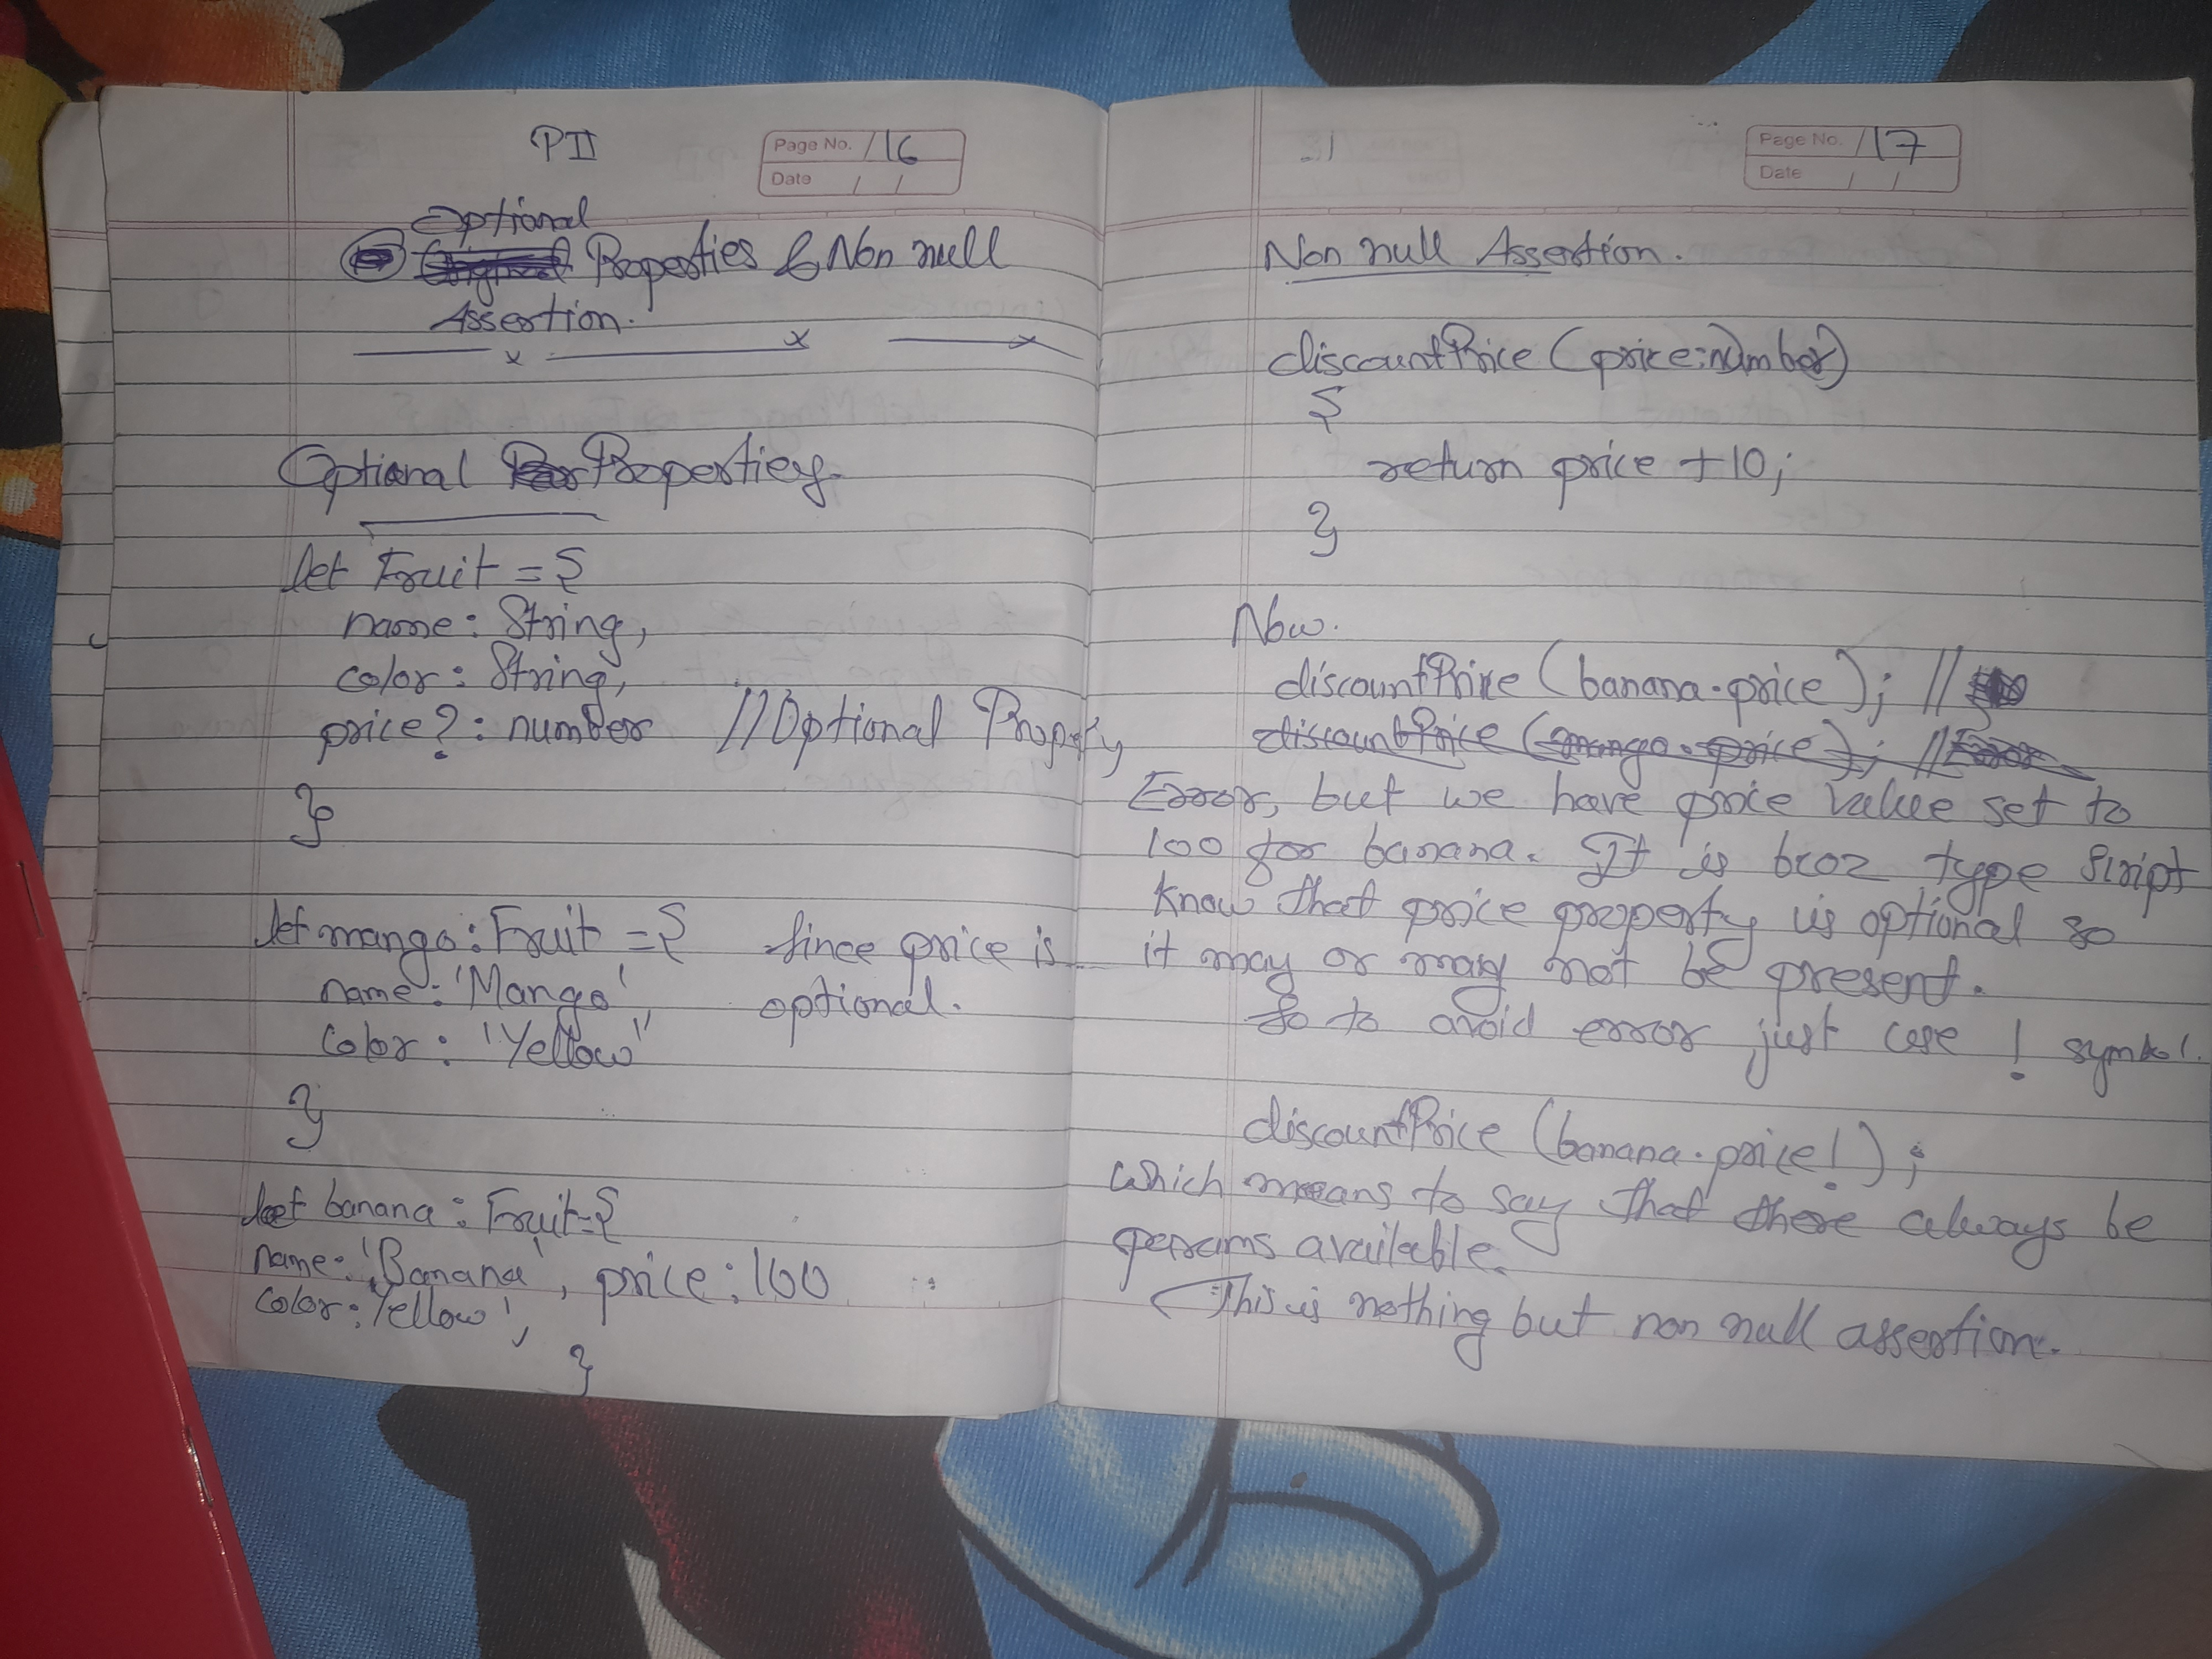 PII
Page No. 116
Date / /
Optional
Properties & Non null
Assertion.
Optional Properties.
let Fruit = {
name: String,
color: String,
price?: number //Optional Property
}
let mango: Fruit = { since price is
name: 'Mango', optional.
color: "Yellow"
}
let banana: Fruit = {
name: 'Banana, price: 100
color: Yellow',
}
Page No. 117
Date / /
Non null Assertion.
discountPrice (price: number)
{
return price + 10;
}
Now.
discountPrice (banana.price); //
discountPrice (mango.price); // Error
Error, but we have price value set to
100 for banana. It is bcoz type Sript
know that price property is optional so
it may or may not be present.
So to avoid error just use ! symbol.
discountPrice (banana.price!);
which means to say that there always be
params available.
This is nothing but non null assertion.